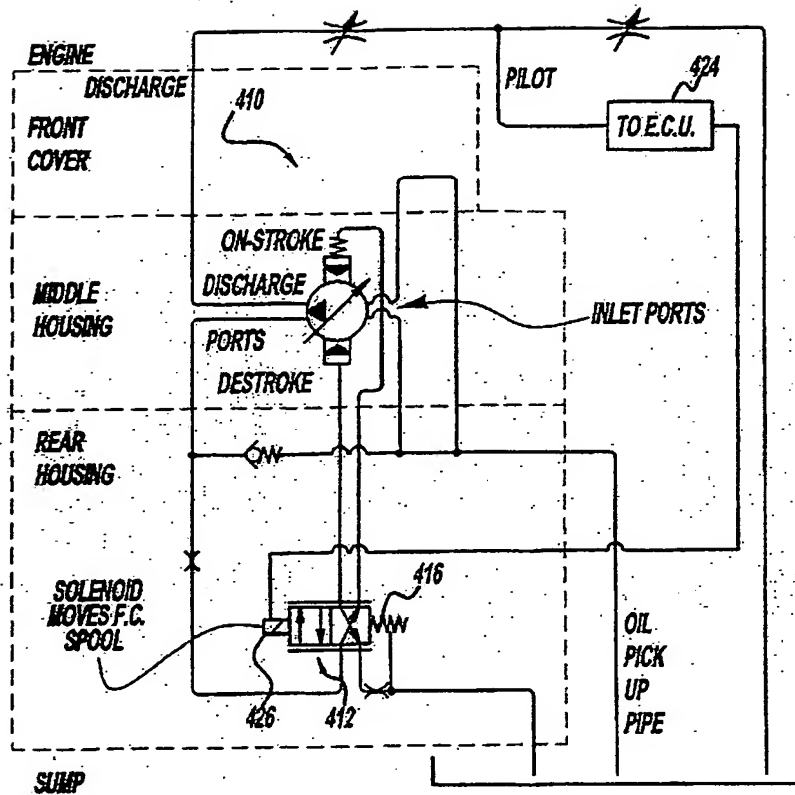 ENGINE
DISCHARGE
424
PILOT
410
TO E.C.U.
FRONT
COVER
ON-STROKE
MIDDLE
HOUSING
DISCHARGE
PORTS
INLET PORTS
DESTROKE
REAR
HOUSING
SOLENOID
MOVES F.C.
SPOOL
416
OIL
PICK
UP
PIPE
426
412
SUMP